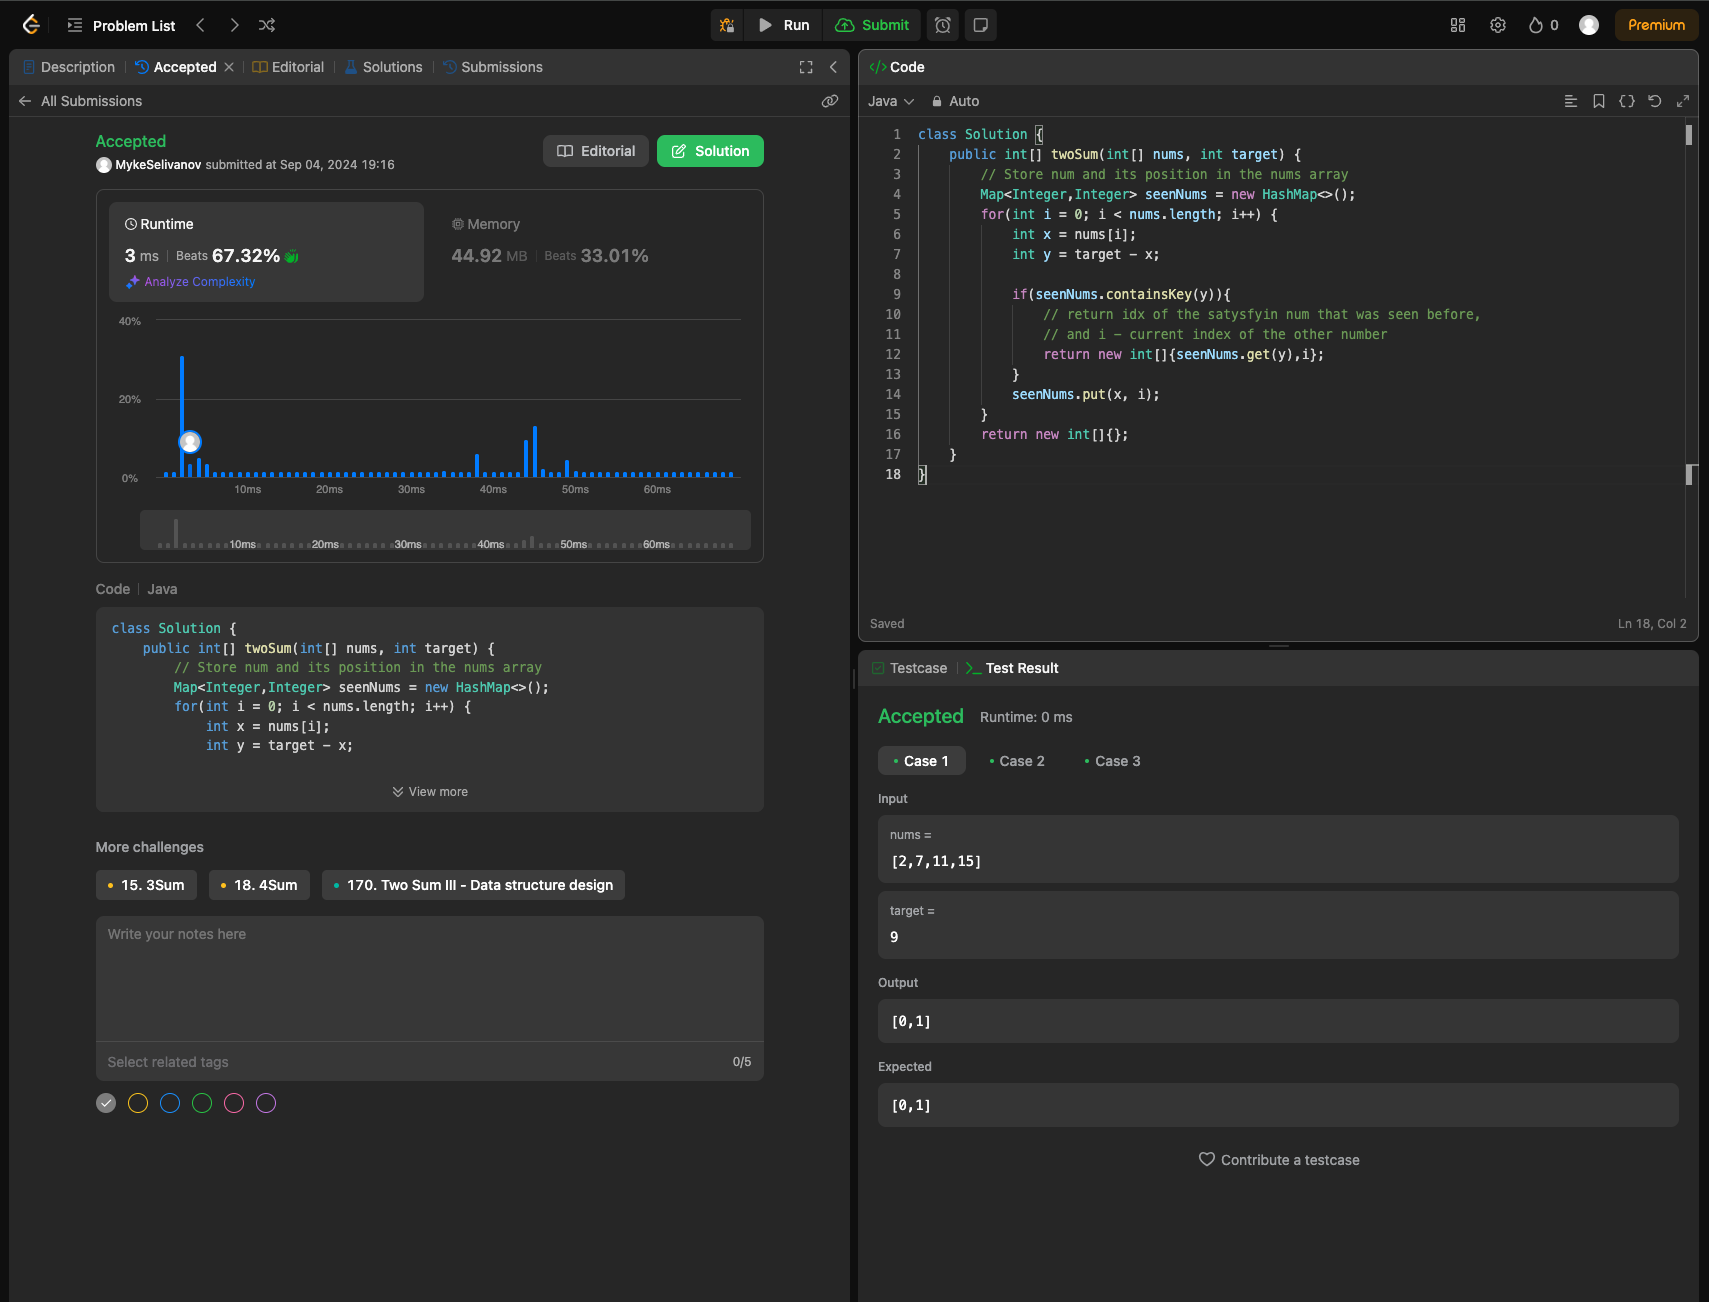 Problem List
Run
Submit
0
Premium
Description
Accepted
Editorial
Solutions
Submissions
All Submissions
Accepted
MykeSelivanov submitted at Sep 04, 2024 19:16
Editorial
Solution
Runtime
3 ms | Beats 67.32%
Analyze Complexity
Memory
44.92 MB | Beats 33.01%
40%
20%
0%
10ms 20ms 30ms 40ms 50ms 60ms
10ms 20ms 30ms 40ms 50ms 60ms
Code | Java
class Solution {
    public int[] twoSum(int[] nums, int target) {
        // Store num and its position in the nums array
        Map<Integer,Integer> seenNums = new HashMap<>();
        for(int i = 0; i < nums.length; i++) {
            int x = nums[i];
            int y = target - x;
View more
More challenges
15. 3Sum
18. 4Sum
170. Two Sum III - Data structure design
Write your notes here
Select related tags
0/5
</> Code
Java
Auto
1 class Solution {
2     public int[] twoSum(int[] nums, int target) {
3         // Store num and its position in the nums array
4         Map<Integer,Integer> seenNums = new HashMap<>();
5         for(int i = 0; i < nums.length; i++) {
6             int x = nums[i];
7             int y = target - x;
8
9             if(seenNums.containsKey(y)){
10                 // return idx of the satysfyin num that was seen before,
11                 // and i - current index of the other number
12                 return new int[]{seenNums.get(y),i};
13             }
14             seenNums.put(x, i);
15         }
16         return new int[]{};
17     }
18 }
Saved
Ln 18, Col 2
Testcase
Test Result
Accepted
Runtime: 0 ms
Case 1
Case 2
Case 3
Input
nums =
[2,7,11,15]
target =
9
Output
[0,1]
Expected
[0,1]
Contribute a testcase